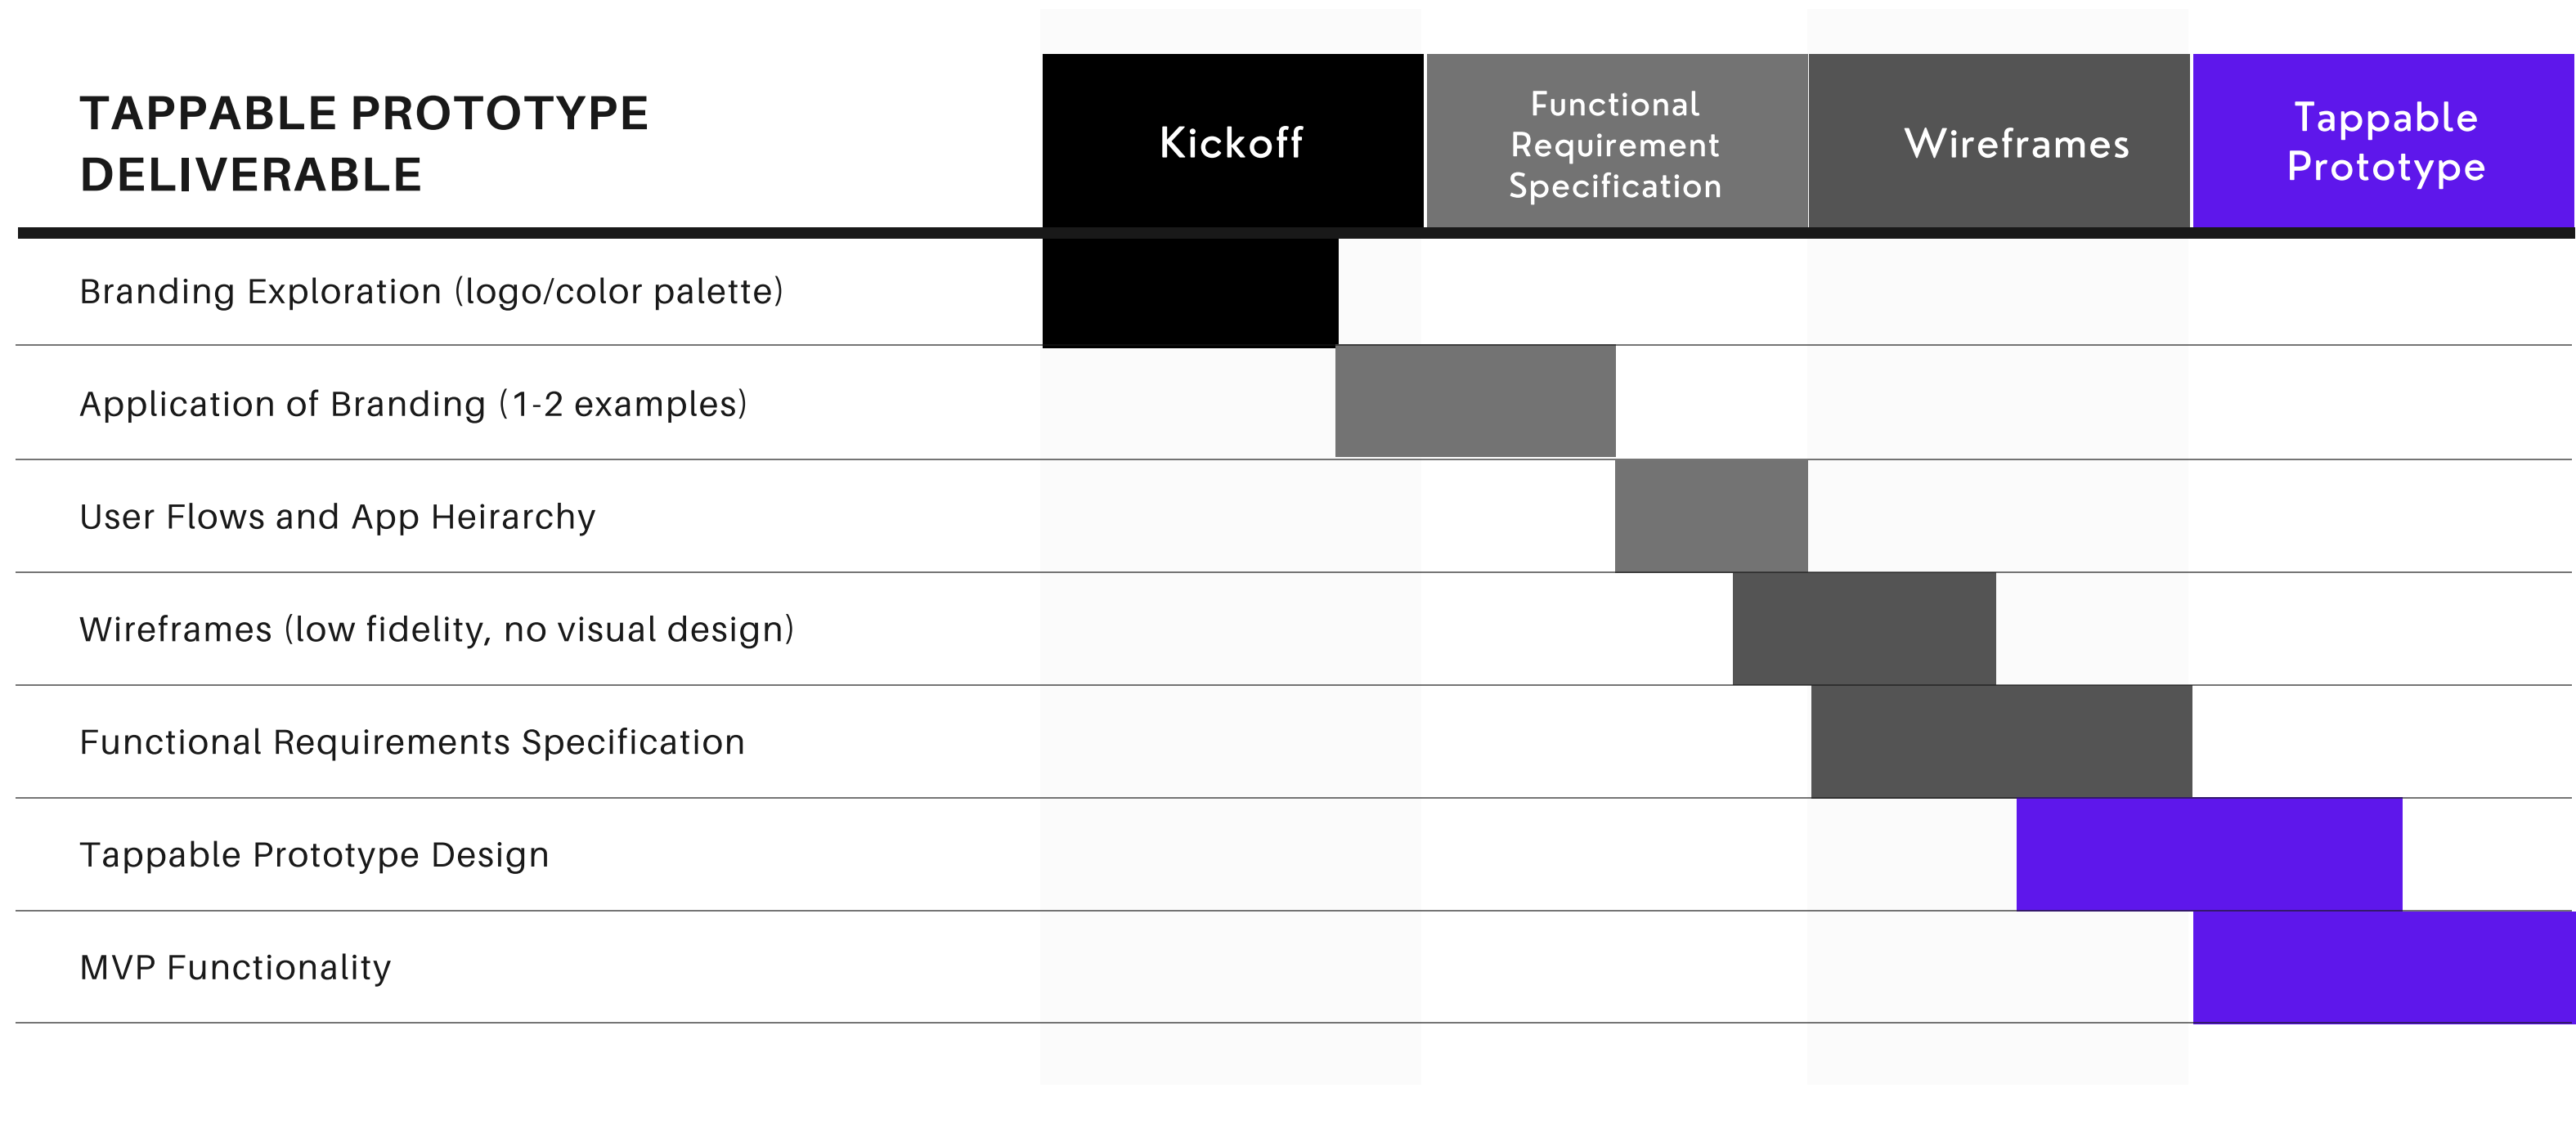 TAPPABLE PROTOTYPE
DELIVERABLE
Kickoff
Functional
Requirement
Specification
Wireframes
Tappable
Prototype
Branding Exploration (logo/color palette)
Application of Branding (1-2 examples)
User Flows and App Heirarchy
Wireframes (low fidelity, no visual design)
Functional Requirements Specification
Tappable Prototype Design
MVP Functionality